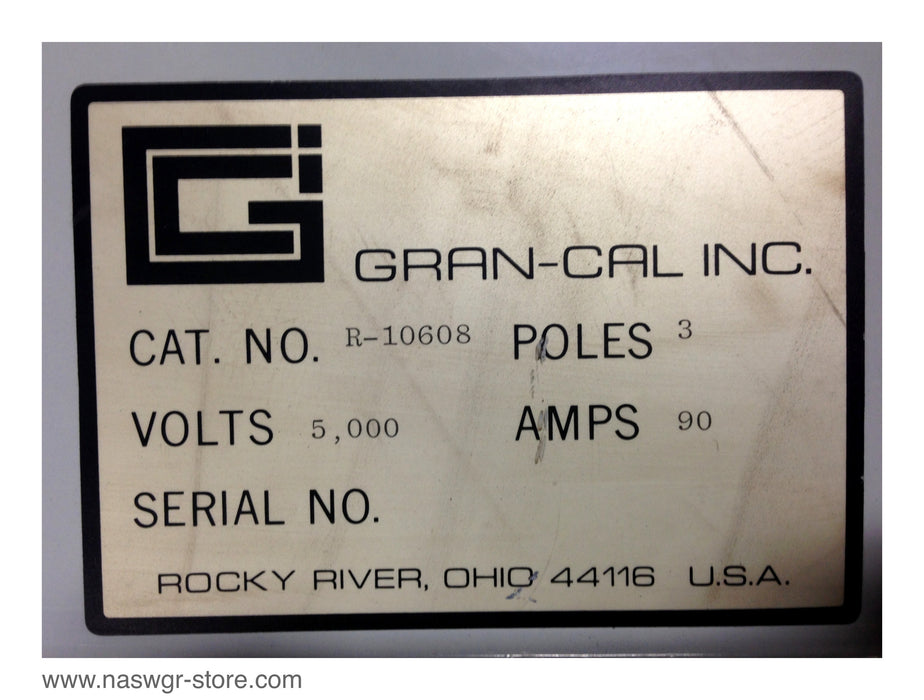 GRAN-CAL INC.
CAT. NO. R-10608 POLES 3
VOLTS 5,000 AMPS 90
SERIAL NO.
ROCKY RIVER, OHIO 44116 U.S.A.
www.naswgr-store.com